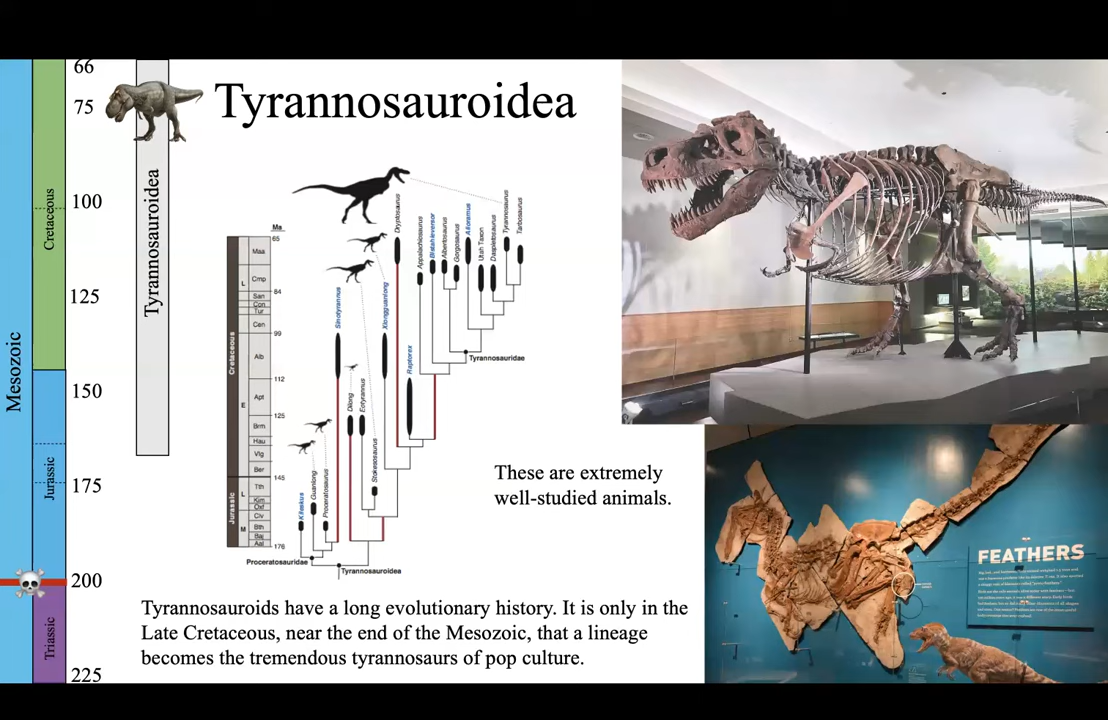 Tyrannosauroidea
66
75
100
125
150
175
200
225
Mesozoic
Cretaceous
Jurassic
Triassic
Tyrannosauroidea
Ma
65
84
99
112
125
145
176
Cretaceous
Jurassic
L
E
L
M
Maa
Cmp
San
Con
Tur
Cen
Alb
Apt
Brm
Hau
Vlg
Ber
Tth
Kim
Oxf
Clv
Bth
Baj
Aal
Kileskus
Guanlong
Proceratosaurus
Sinotyrannus
Dilong
Eotyrannus
Stokesosaurus
Xiongguanlong
Dryptosaurus
Raptorex
Appalachiosaurus
Bistahieversor
Albertosaurus
Gorgosaurus
Alioramus
Utah Taxon
Daspletosaurus
Tyrannosaurus
Tarbosaurus
Tyrannosauridae
Proceratosauridae
Tyrannosauroidea
These are extremely
well-studied animals.
Tyrannosauroids have a long evolutionary history. It is only in the
Late Cretaceous, near the end of the Mesozoic, that a lineage
becomes the tremendous tyrannosaurs of pop culture.
FEATHERS